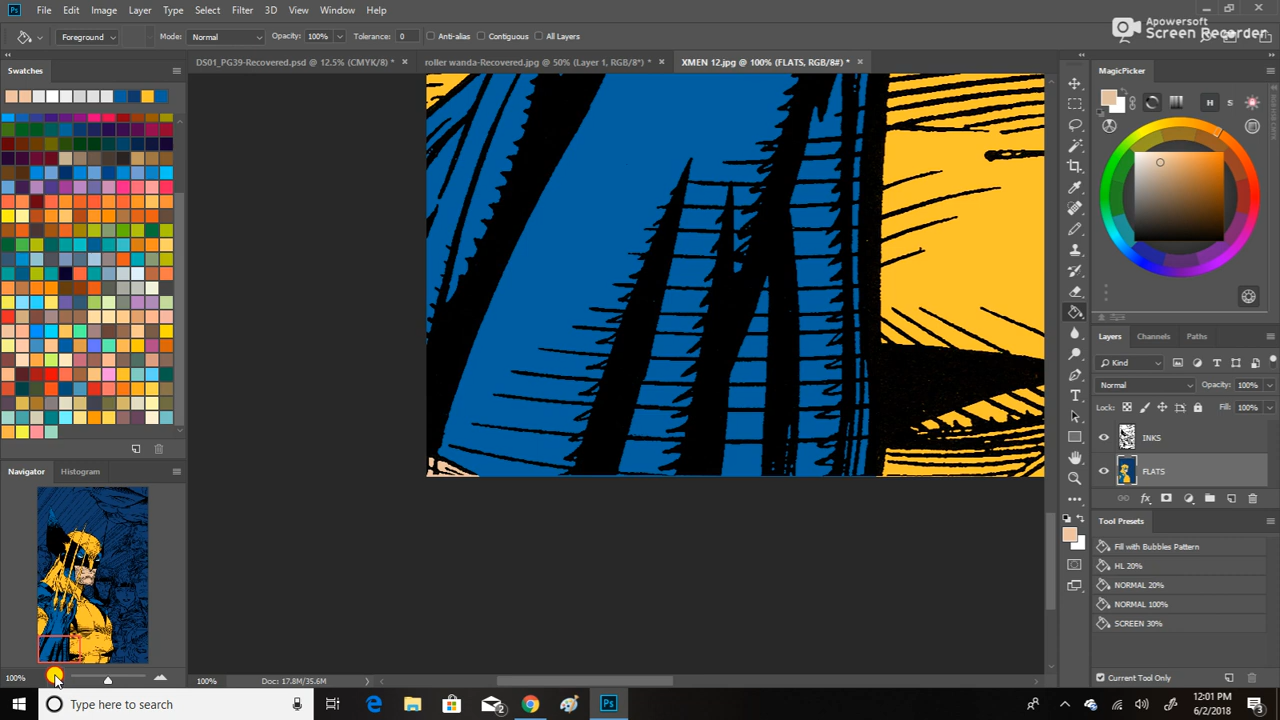 Ps File Edit Image Layer Type Select Filter 3D View Window Help
Apowersoft
Screen Recorder
Foreground Mode: Normal Opacity: 100% Tolerance: 0 Anti-alias Contiguous All Layers
DS01_PG39-Recovered.psd @ 12.5% (CMYK/8) * × roller wanda-Recovered.jpg @ 50% (Layer 1, RGB/8*) * × XMEN 12.jpg @ 100% (FLATS, RGB/8#) * ×
Swatches
MagicPicker
H S
Layers Channels Paths
Kind
Normal Opacity: 100%
Lock: Fill: 100%
INKS
FLATS
fx
Navigator Histogram
Tool Presets
Fill with Bubbles Pattern
HL 20%
NORMAL 20%
NORMAL 100%
SCREEN 30%
Current Tool Only
100%
100% Doc: 17.8M/35.6M
Type here to search
2
Ps
12:01 PM
6/2/2018
3